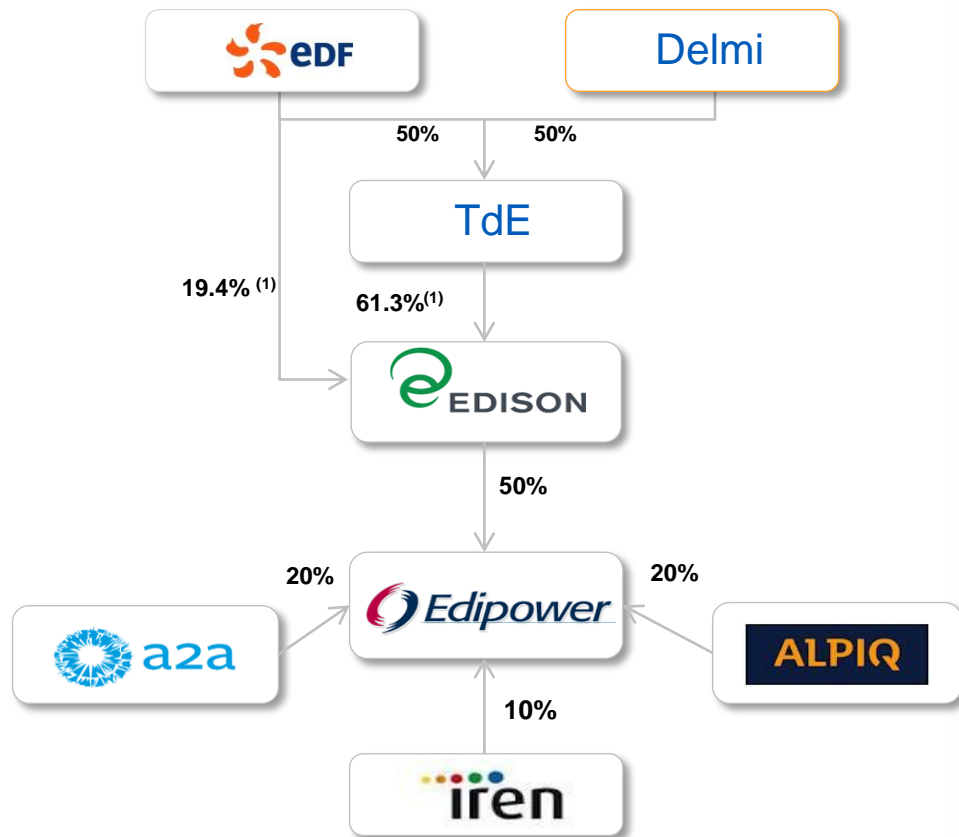 eDF
Delmi
50%
50%
TdE
19.4% (1)
61.3%(1)
EDISON
50%
20%
20%
Edipower
a2a
ALPIQ
10%
iren